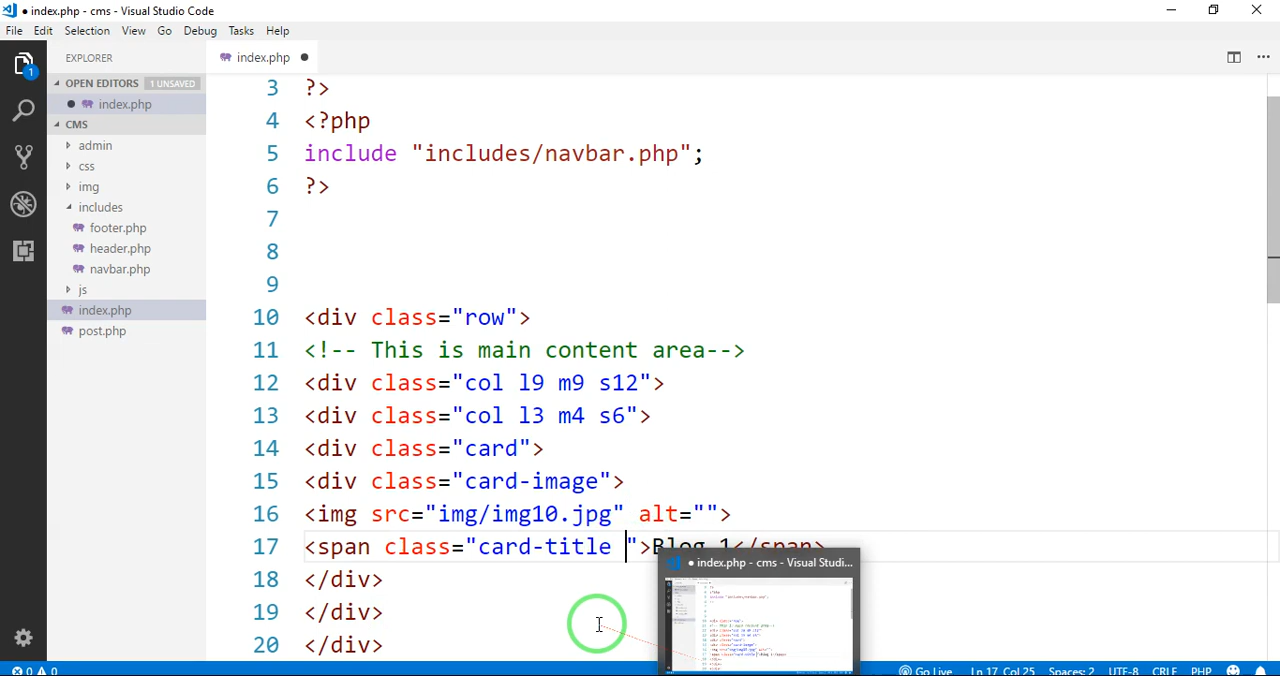 ● index.php - cms - Visual Studio Code
File Edit Selection View Go Debug Tasks Help
EXPLORER
OPEN EDITORS 1 UNSAVED
● index.php
CMS
admin
css
img
includes
footer.php
header.php
navbar.php
js
index.php
post.php
1
index.php ●
3 ?>
4 <?php
5 include "includes/navbar.php";
6 ?>
7
8
9
10 <div class="row">
11 <!-- This is main content area-->
12 <div class="col l9 m9 s12">
13 <div class="col l3 m4 s6">
14 <div class="card">
15 <div class="card-image">
16 <img src="img/img10.jpg" alt="">
17 <span class="card-title ">Blog 1</span>
18 </div>
19 </div>
20 </div>
● index.php - cms - Visual Studi...
0 0 Go Live Ln 17, Col 25 Spaces: 2 UTF-8 CRLF PHP